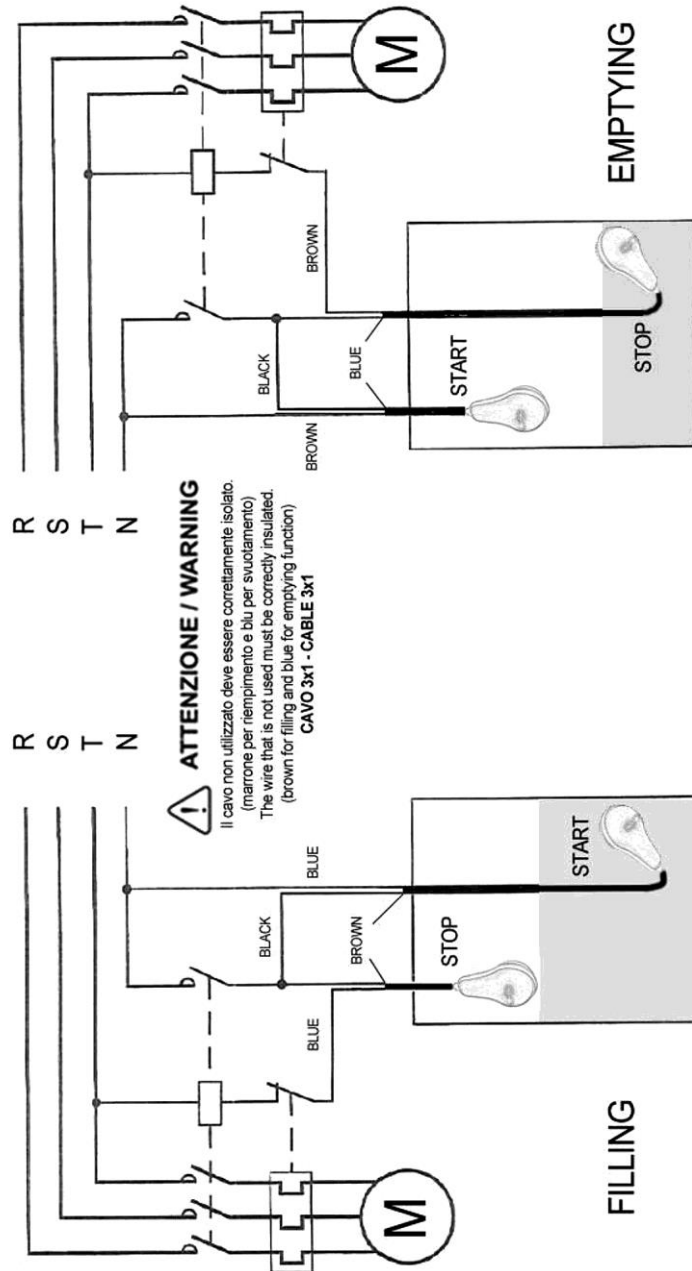 R R
S S
T T
N N
ATTENZIONE / WARNING
Il cavo non utilizzato deve essere correttamente isolato.
(marrone per riempimento e blu per svuotamento)
The wire that is not used must be correctly insulated.
(brown for filling and blue for emptying function)
CAVO 3x1 - CABLE 3x1
BLACK
BLUE
BLUE
BROWN
STOP
START
FILLING
BLACK
BROWN
BROWN
BLUE
START
STOP
EMPTYING
M
M